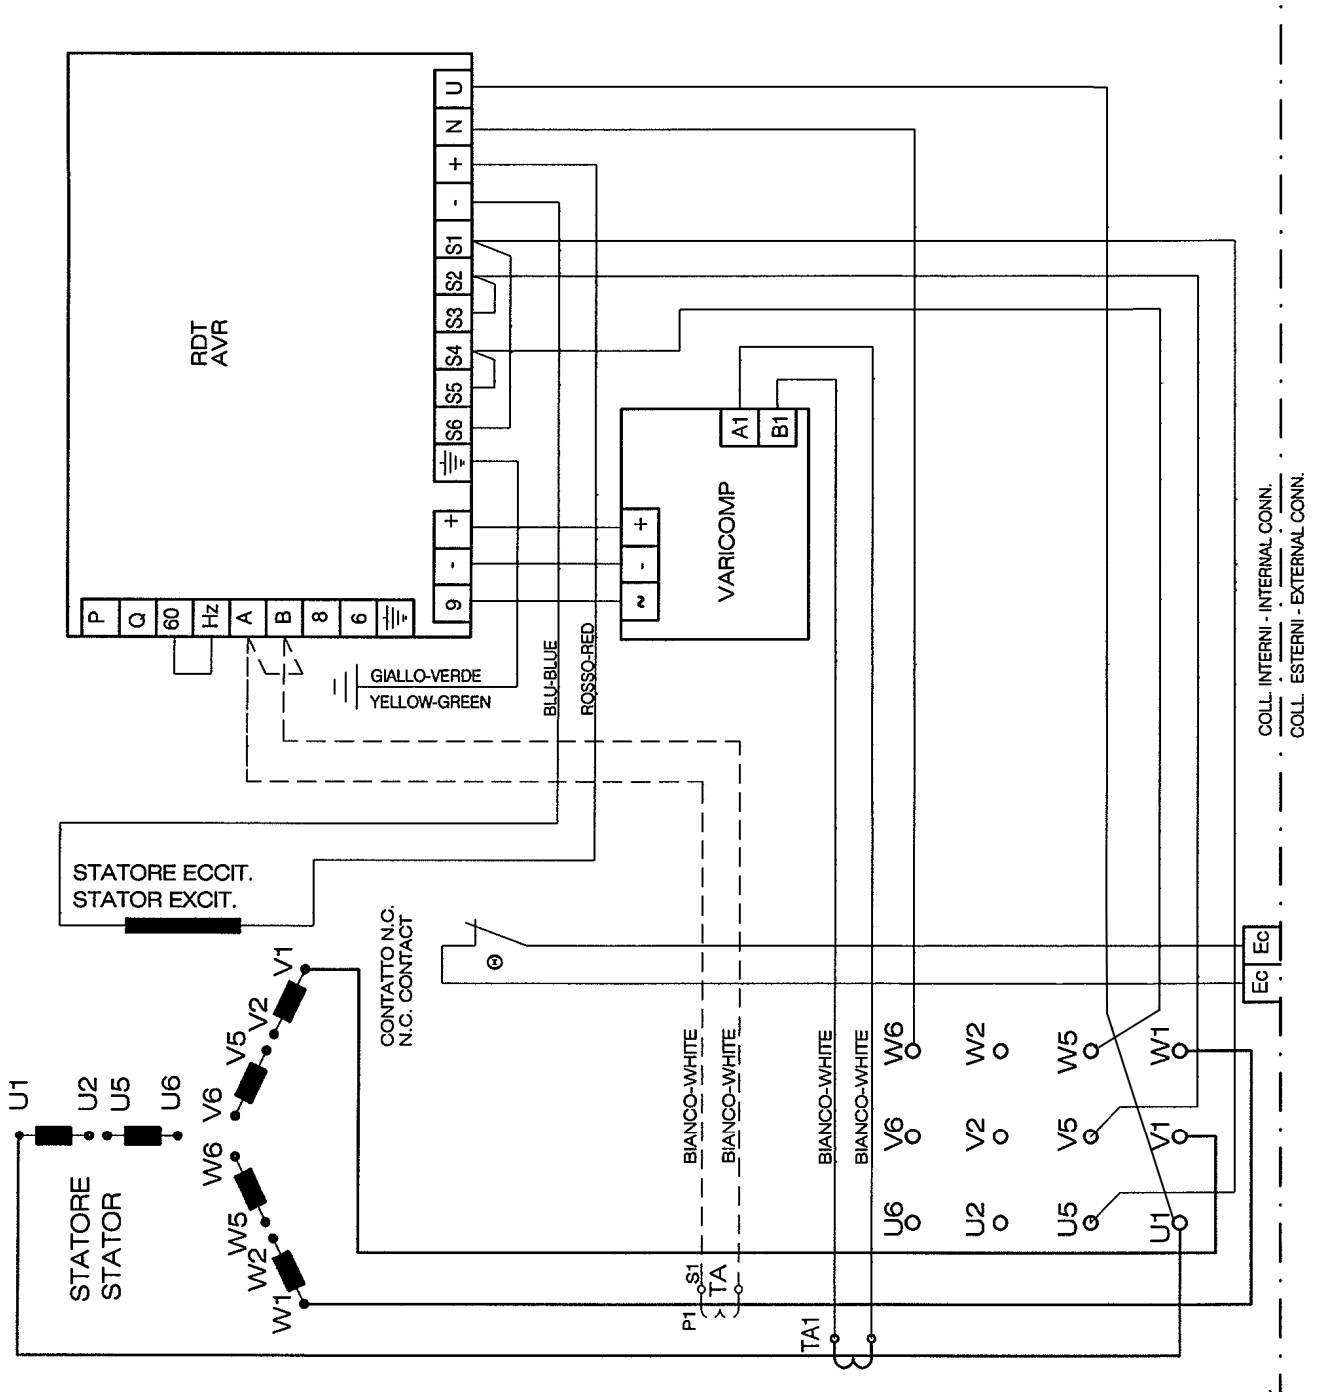 RDT
AVR
U
N
+
-
S1
S2
S3
S4
S5
S6
+
-
9
P
Q
60
Hz
A
B
8
6
A1
B1
VARICOMP
+
-
~
GIALLO-VERDE
YELLOW-GREEN
BLU-BLUE
ROSSO-RED
COLL. INTERNI - INTERNAL CONN.
COLL. ESTERNI - EXTERNAL CONN.
STATORE ECCIT.
STATOR EXCIT.
CONTATTO N.C.
N.C. CONTACT
Θ
Ec
Ec
V1
V2
V5
V6
U1
U2
U5
U6
W6
W5
W2
W1
STATORE
STATOR
BIANCO-WHITE
BIANCO-WHITE
BIANCO-WHITE
BIANCO-WHITE
W6
W2
W5
W1
V6
V2
V5
V1
U6
U2
U5
U1
S1
TA
P1
TA1